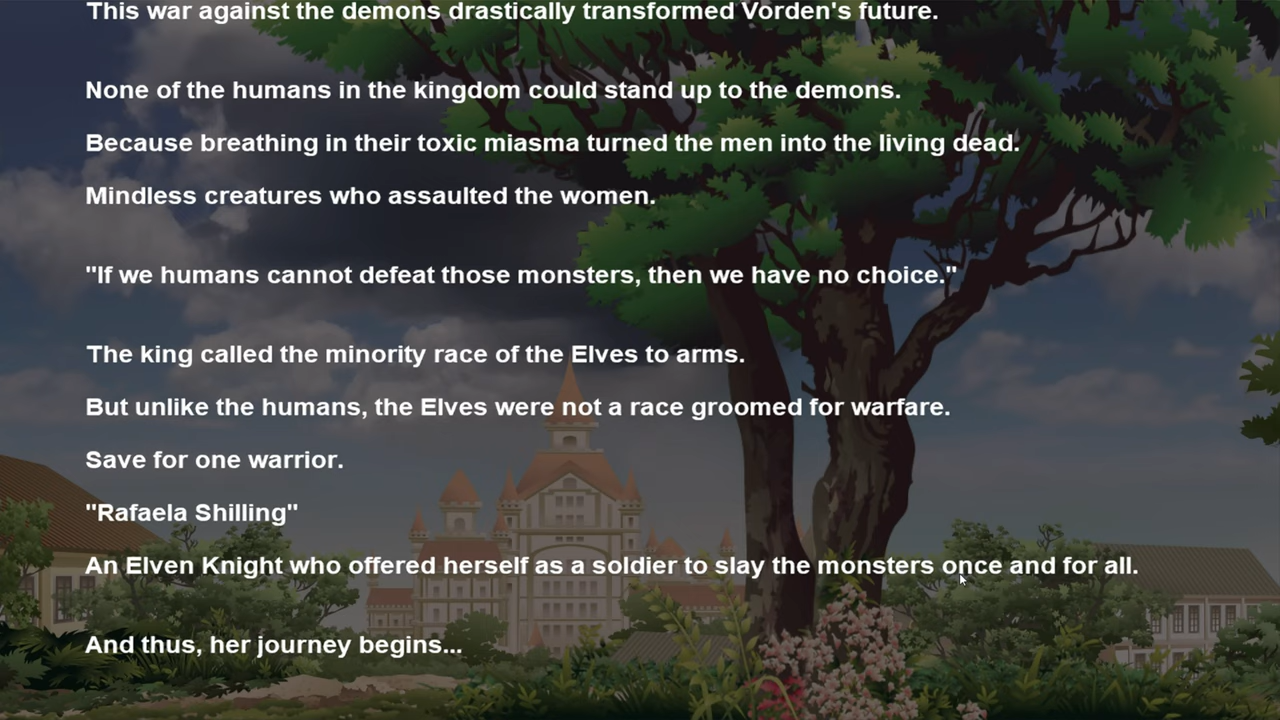 This war against the demons drastically transformed Vorden's future.
None of the humans in the kingdom could stand up to the demons.
Because breathing in their toxic miasma turned the men into the living dead.
Mindless creatures who assaulted the women.
"If we humans cannot defeat those monsters, then we have no choice."
The king called the minority race of the Elves to arms.
But unlike the humans, the Elves were not a race groomed for warfare.
Save for one warrior.
"Rafaela Shilling"
An Elven Knight who offered herself as a soldier to slay the monsters once and for all.
And thus, her journey begins...